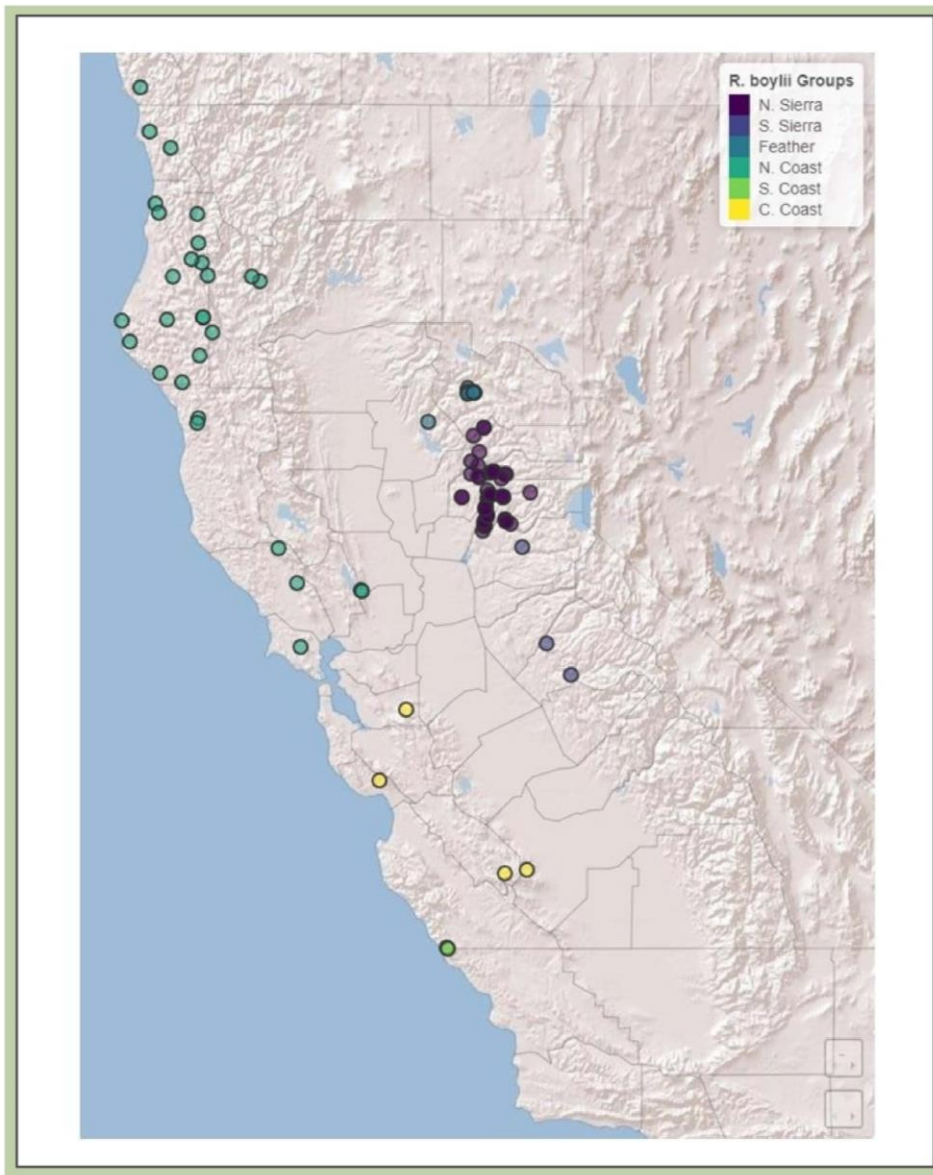 R. boylii Groups
N. Sierra
S. Sierra
Feather
N. Coast
S. Coast
C. Coast